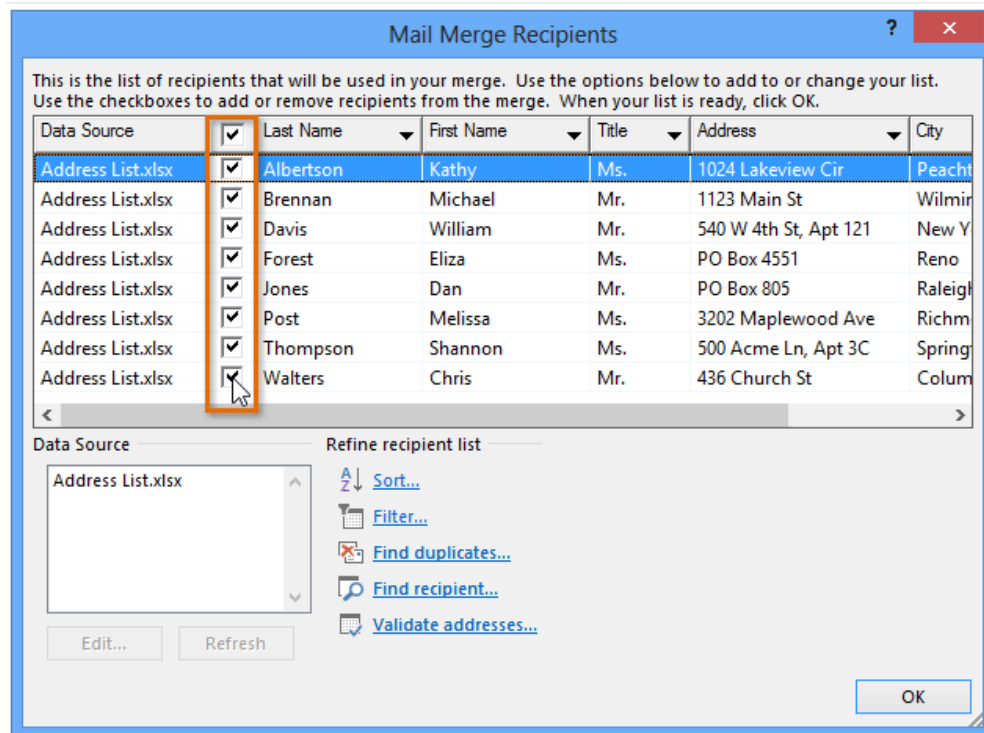 Mail Merge Recipients
?
This is the list of recipients that will be used in your merge. Use the options below to add to or change your list.
Use the checkboxes to add or remove recipients from the merge. When your list is ready, click OK.
Data Source Last Name First Name Title Address City
Address List.xlsx Albertson Kathy Ms. 1024 Lakeview Cir Peacht
Address List.xlsx Brennan Michael Mr. 1123 Main St Wilmin
Address List.xlsx Davis William Mr. 540 W 4th St, Apt 121 New Y
Address List.xlsx Forest Eliza Ms. PO Box 4551 Reno
Address List.xlsx Jones Dan Mr. PO Box 805 Raleigh
Address List.xlsx Post Melissa Ms. 3202 Maplewood Ave Richm
Address List.xlsx Thompson Shannon Ms. 500 Acme Ln, Apt 3C Spring
Address List.xlsx Walters Chris Mr. 436 Church St Colum
Data Source
Address List.xlsx
Edit... Refresh
Refine recipient list
Sort...
Filter...
Find duplicates...
Find recipient...
Validate addresses...
OK